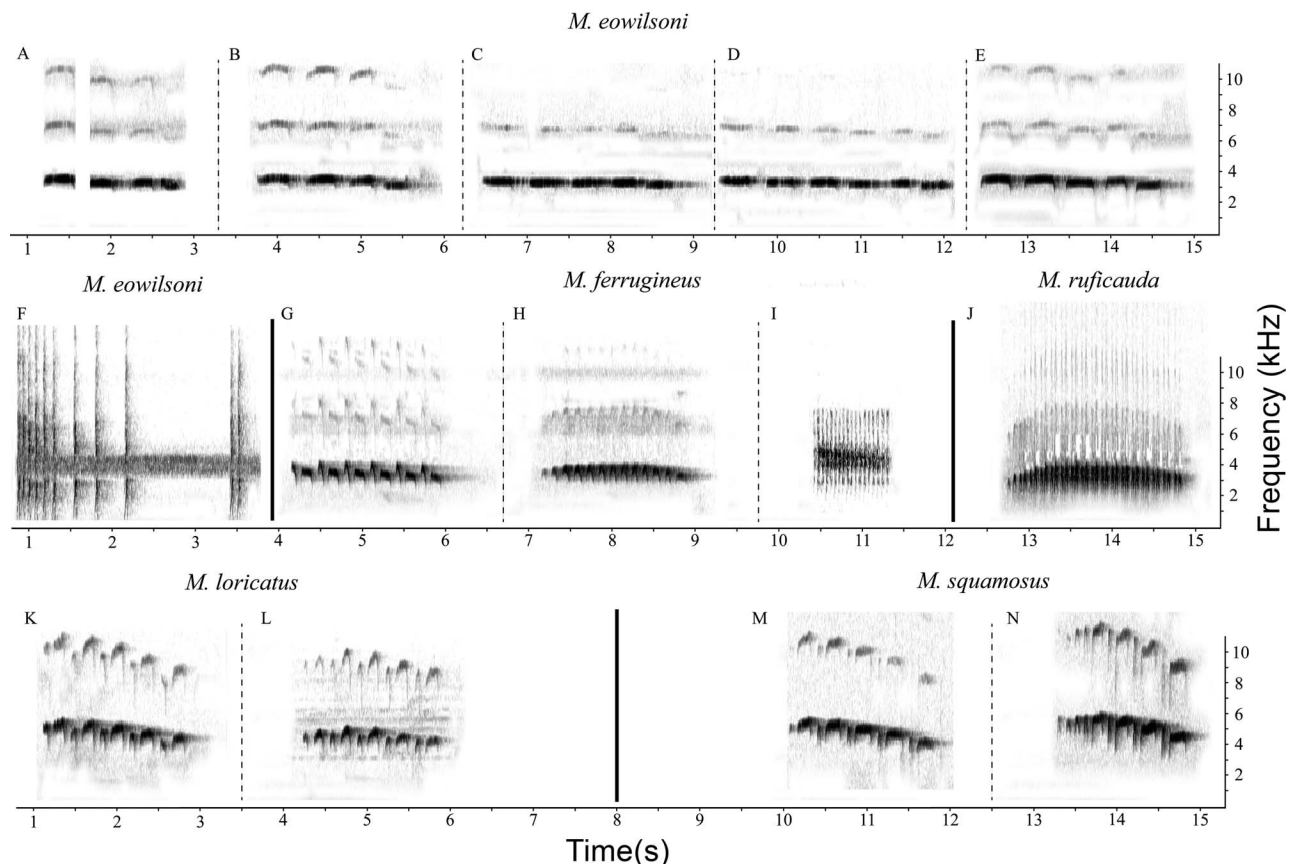 M. eowilsoni
A B C D E
10
8
6
4
2
1 2 3 4 5 6 7 8 9 10 11 12 13 14 15
M. eowilsoni M. ferrugineus M. ruficauda
F G H I J
10
8
6
4
2
1 2 3 4 5 6 7 8 9 10 11 12 13 14 15
Frequency (kHz)
M. loricatus M. squamosus
K L M N
10
8
6
4
2
1 2 3 4 5 6 7 8 9 10 11 12 13 14 15
Time(s)